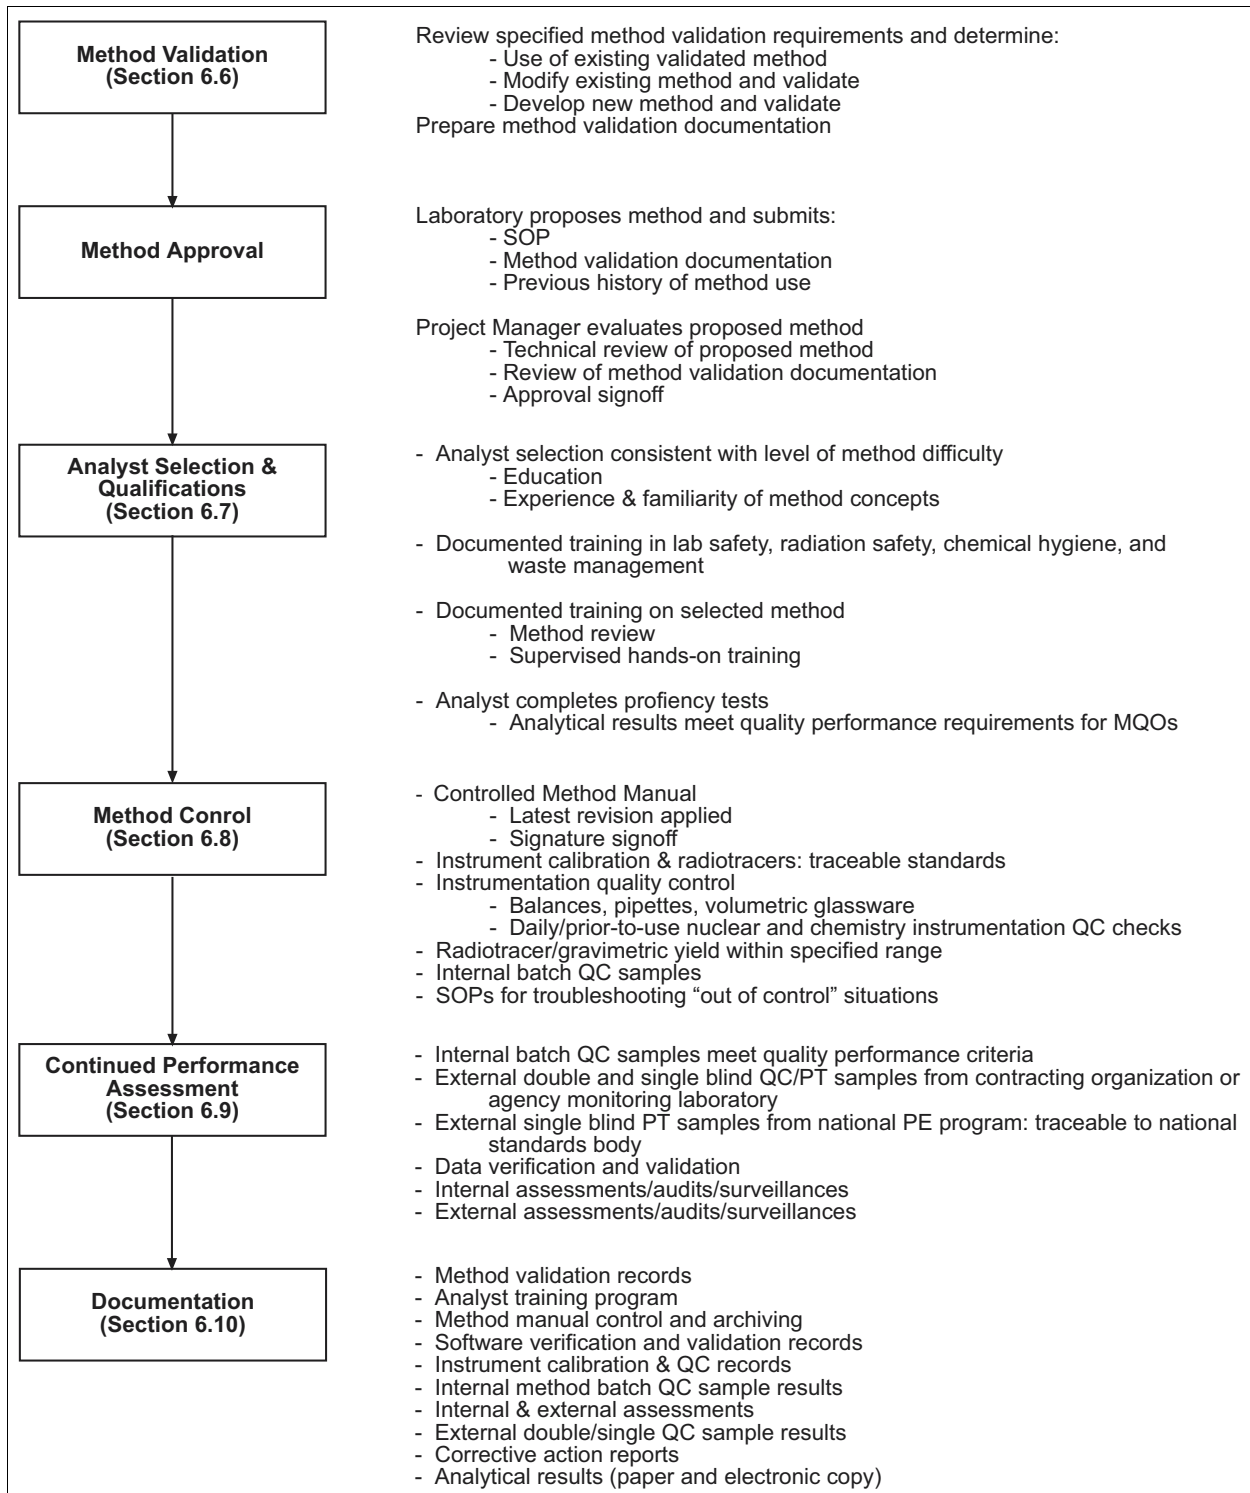 Method Validation
(Section 6.6)
Review specified method validation requirements and determine:
- Use of existing validated method
- Modify existing method and validate
- Develop new method and validate
Prepare method validation documentation
Method Approval
Laboratory proposes method and submits:
- SOP
- Method validation documentation
- Previous history of method use
Project Manager evaluates proposed method
- Technical review of proposed method
- Review of method validation documentation
- Approval signoff
Analyst Selection &
Qualifications
(Section 6.7)
- Analyst selection consistent with level of method difficulty
- Education
- Experience & familiarity of method concepts
- Documented training in lab safety, radiation safety, chemical hygiene, and
waste management
- Documented training on selected method
- Method review
- Supervised hands-on training
- Analyst completes profiency tests
- Analytical results meet quality performance requirements for MQOs
Method Conrol
(Section 6.8)
- Controlled Method Manual
- Latest revision applied
- Signature signoff
- Instrument calibration & radiotracers: traceable standards
- Instrumentation quality control
- Balances, pipettes, volumetric glassware
- Daily/prior-to-use nuclear and chemistry instrumentation QC checks
- Radiotracer/gravimetric yield within specified range
- Internal batch QC samples
- SOPs for troubleshooting “out of control” situations
Continued Performance
Assessment
(Section 6.9)
- Internal batch QC samples meet quality performance criteria
- External double and single blind QC/PT samples from contracting organization or
agency monitoring laboratory
- External single blind PT samples from national PE program: traceable to national
standards body
- Data verification and validation
- Internal assessments/audits/surveillances
- External assessments/audits/surveillances
Documentation
(Section 6.10)
- Method validation records
- Analyst training program
- Method manual control and archiving
- Software verification and validation records
- Instrument calibration & QC records
- Internal method batch QC sample results
- Internal & external assessments
- External double/single QC sample results
- Corrective action reports
- Analytical results (paper and electronic copy)